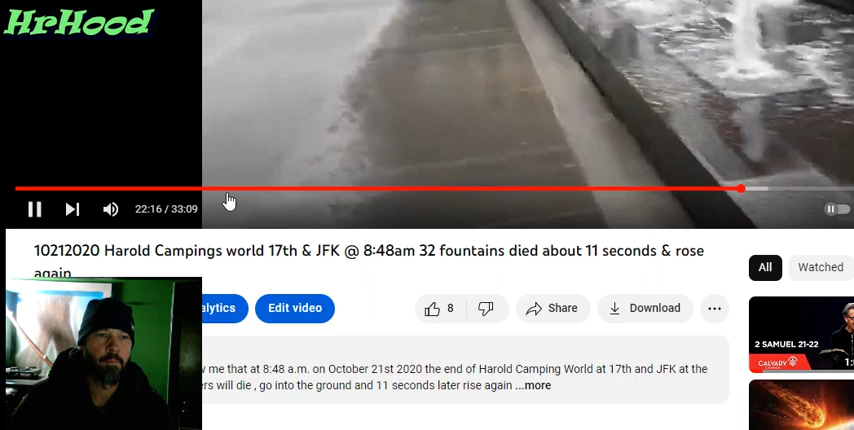 HrHood
22:16 / 33:09
10212020 Harold Campings world 17th & JFK @ 8:48am 32 fountains died about 11 seconds & rose
again
All
Watched
alytics
Edit video
8
Share
Download
2 SAMUEL 21-22
CALVARY
w me that at 8:48 a.m. on October 21st 2020 the end of Harold Camping World at 17th and JFK at the
ers will die , go into the ground and 11 seconds later rise again ...more